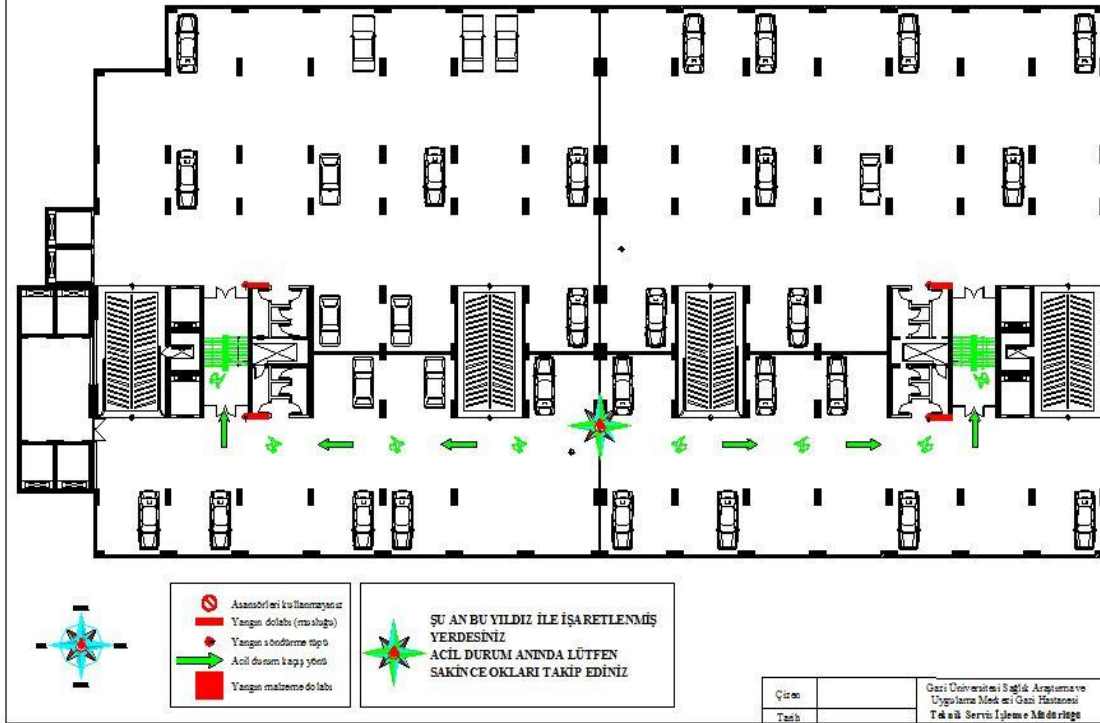 Asansörleri kullanmayınız
Yangın dolabı (musluğu)
Yangın söndürme tüpü
Acil durum kaçış yönü
Yangın malzeme dolabı
ŞU AN BU YILDIZ İLE İŞARETLENMİŞ
YERDESİNİZ
ACİL DURUM ANINDA LÜTFEN
SAKİNCE OKLARI TAKİP EDİNİZ
Çizen
Tarih
Gazi Üniversitesi Sağlık Araştırma ve
Uygulama Merkezi Gazi Hastanesi
Teknik Servis İşletme Müdürlüğü